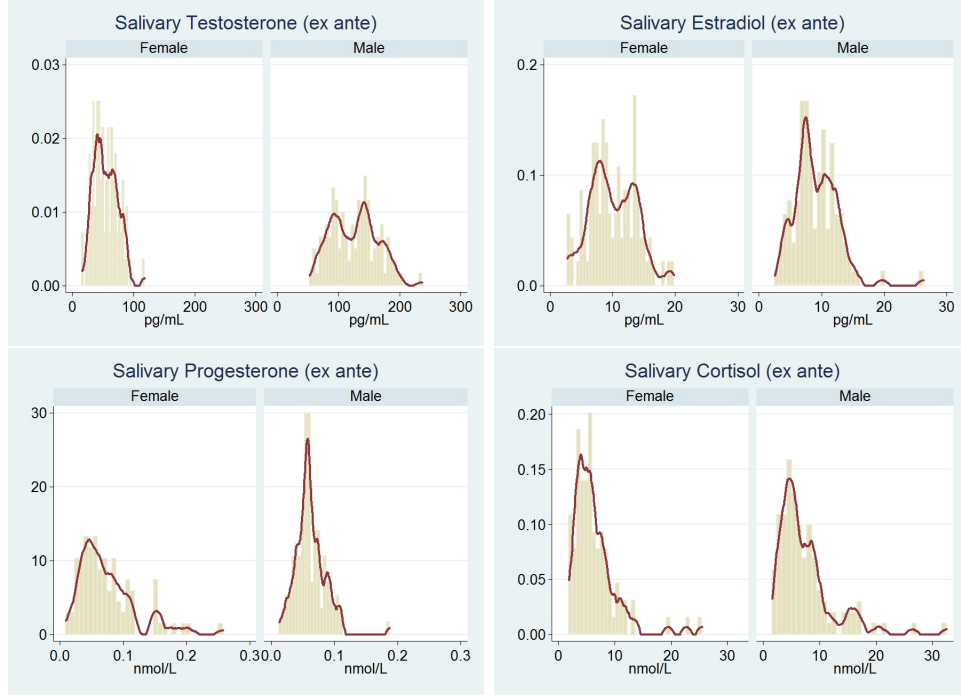 Salivary Testosterone (ex ante)
Female Male
0.03
0.02
0.01
0.00
0 100 200 300 0 100 200 300
pg/mL pg/mL
Salivary Estradiol (ex ante)
Female Male
0.2
0.1
0.0
0 10 20 30 0 10 20 30
pg/mL pg/mL
Salivary Progesterone (ex ante)
Female Male
30
20
10
0
0.0 0.1 0.2 0.3 0.0 0.1 0.2 0.3
nmol/L nmol/L
Salivary Cortisol (ex ante)
Female Male
0.20
0.15
0.10
0.05
0.00
0 10 20 30 0 10 20 30
nmol/L nmol/L